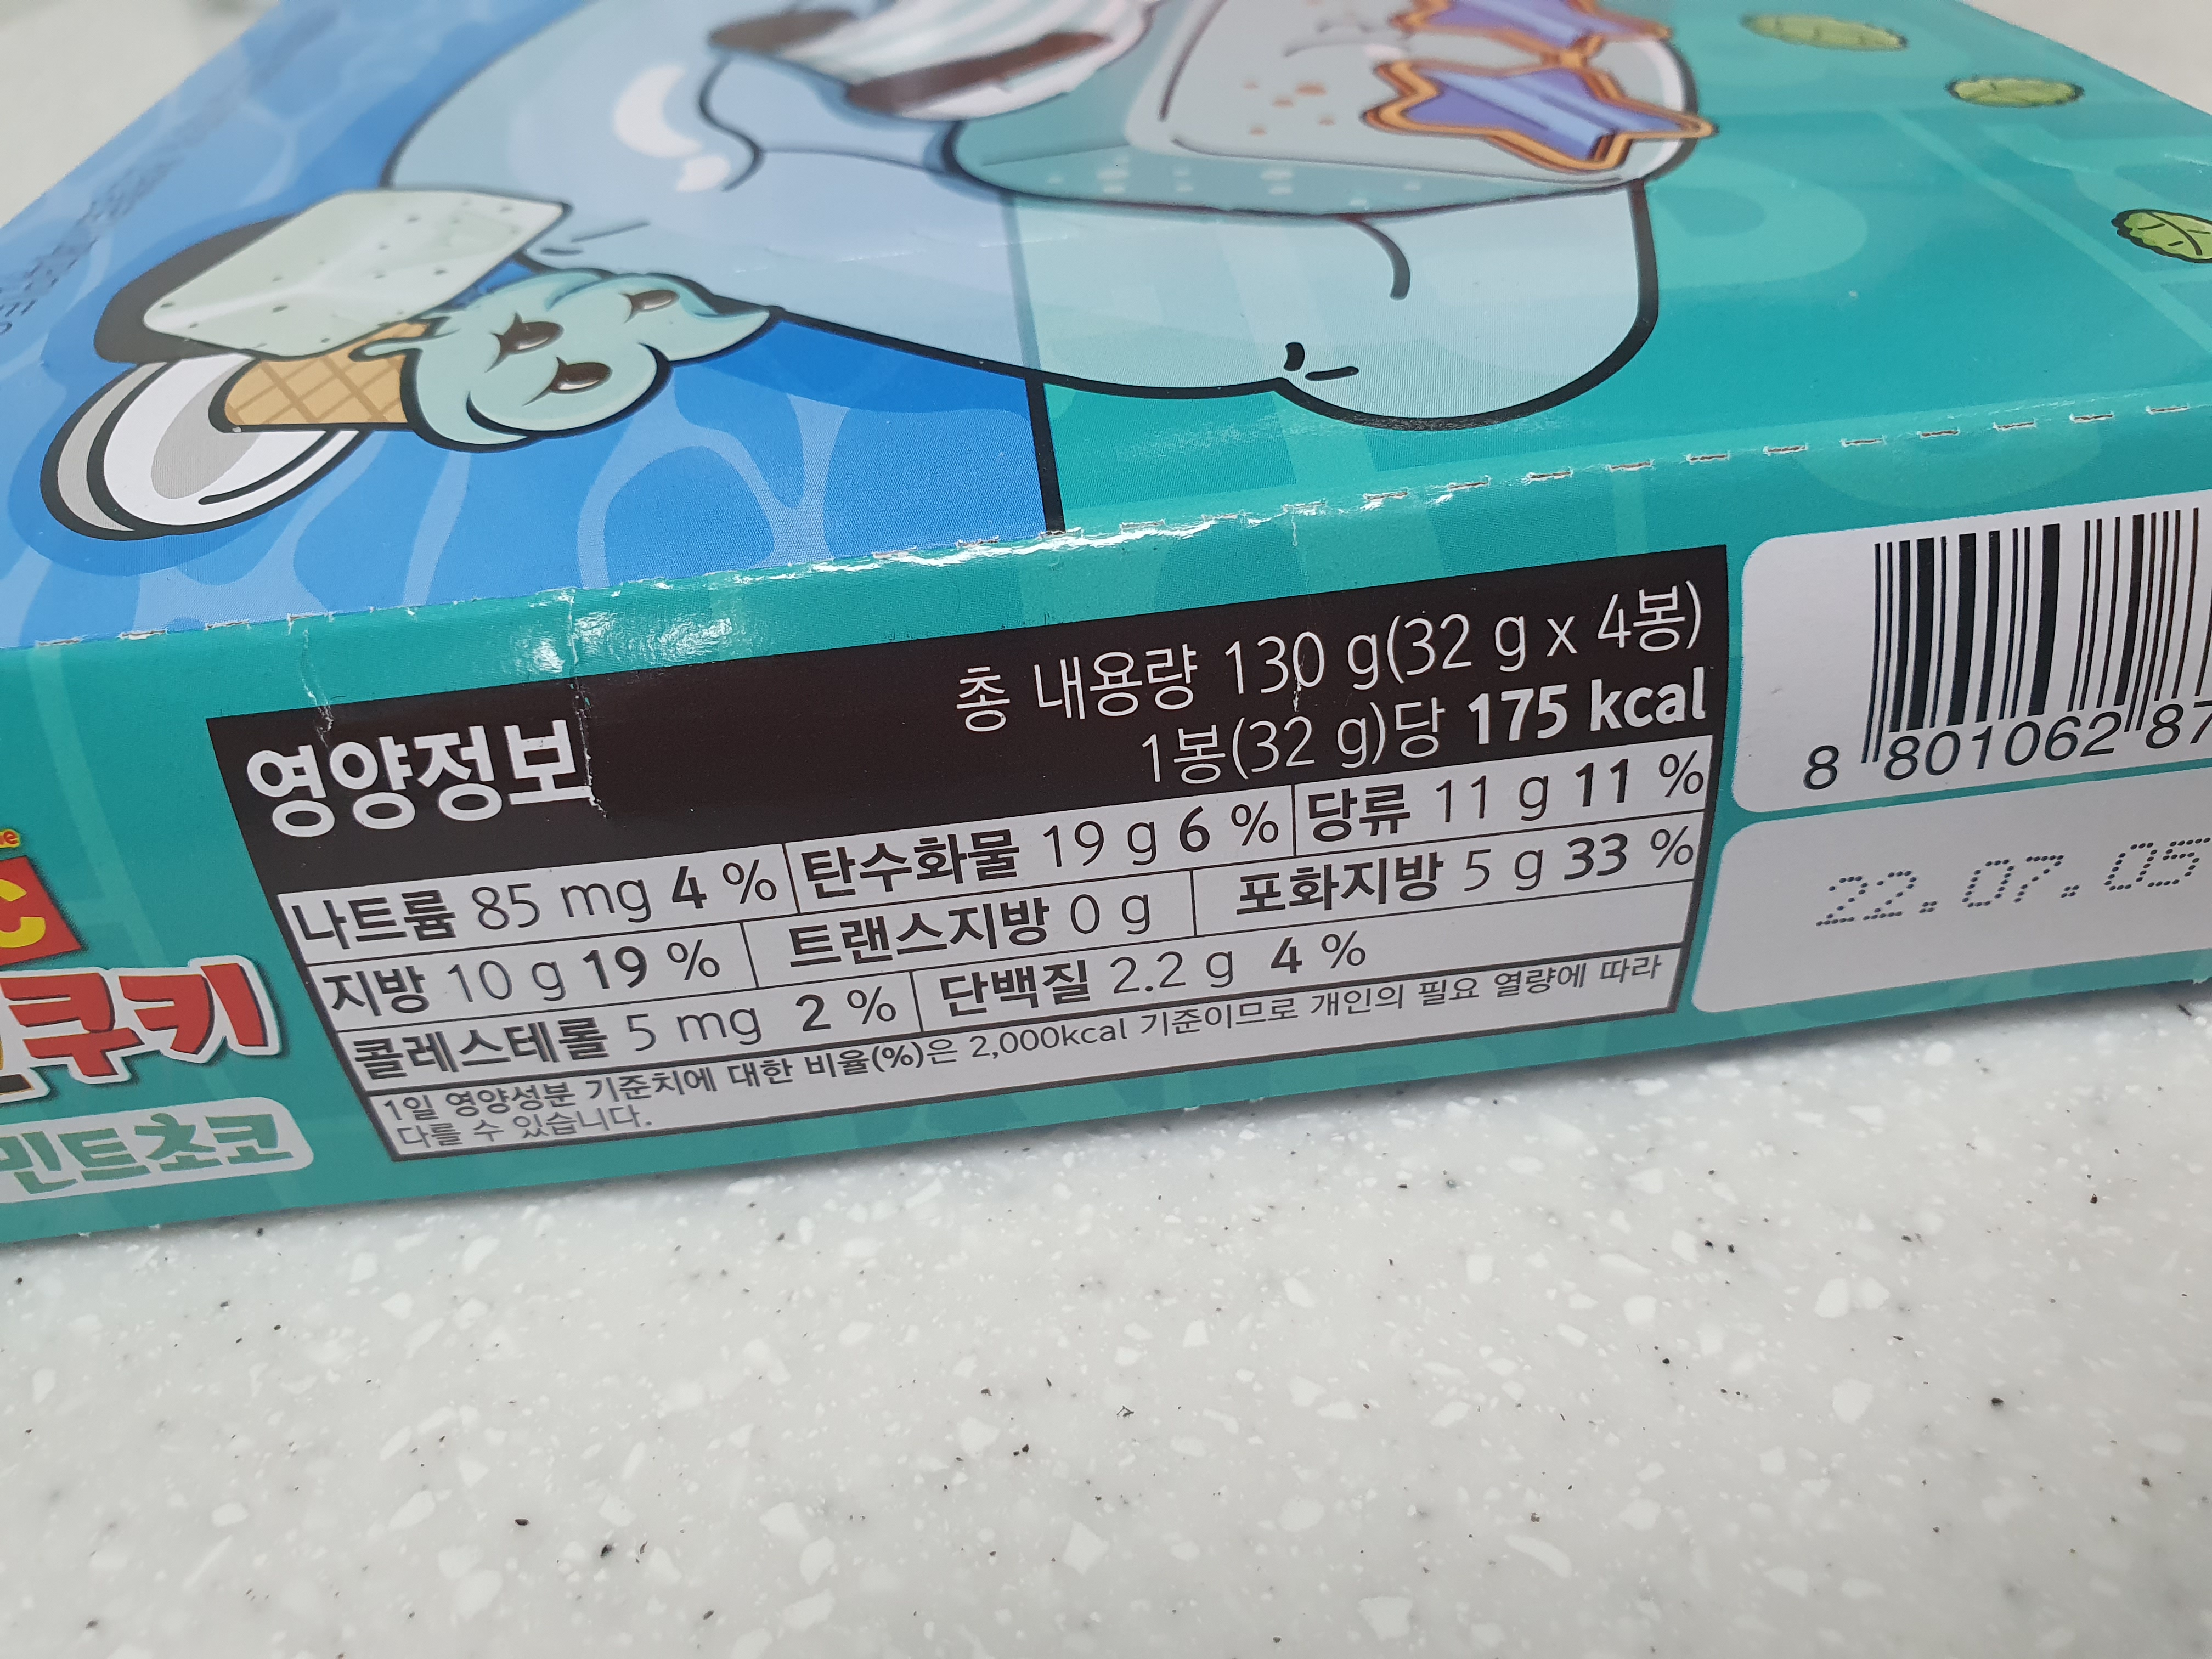 영양정보
총 내용량 130 g(32 g x 4봉)
1봉(32 g)당 175 kcal
나트륨 85 mg 4 % 탄수화물 19 g 6 % 당류 11 g 11 %
지방 10 g 19 % 트랜스지방 0 g 포화지방 5 g 33 %
콜레스테롤 5 mg 2 % 단백질 2.2 g 4 %
1일 영양성분 기준치에 대한 비율(%)은 2,000kcal 기준이므로 개인의 필요 열량에 따라
다를 수 있습니다.
8 801062 87
22.07.05
쿠키
민트초코